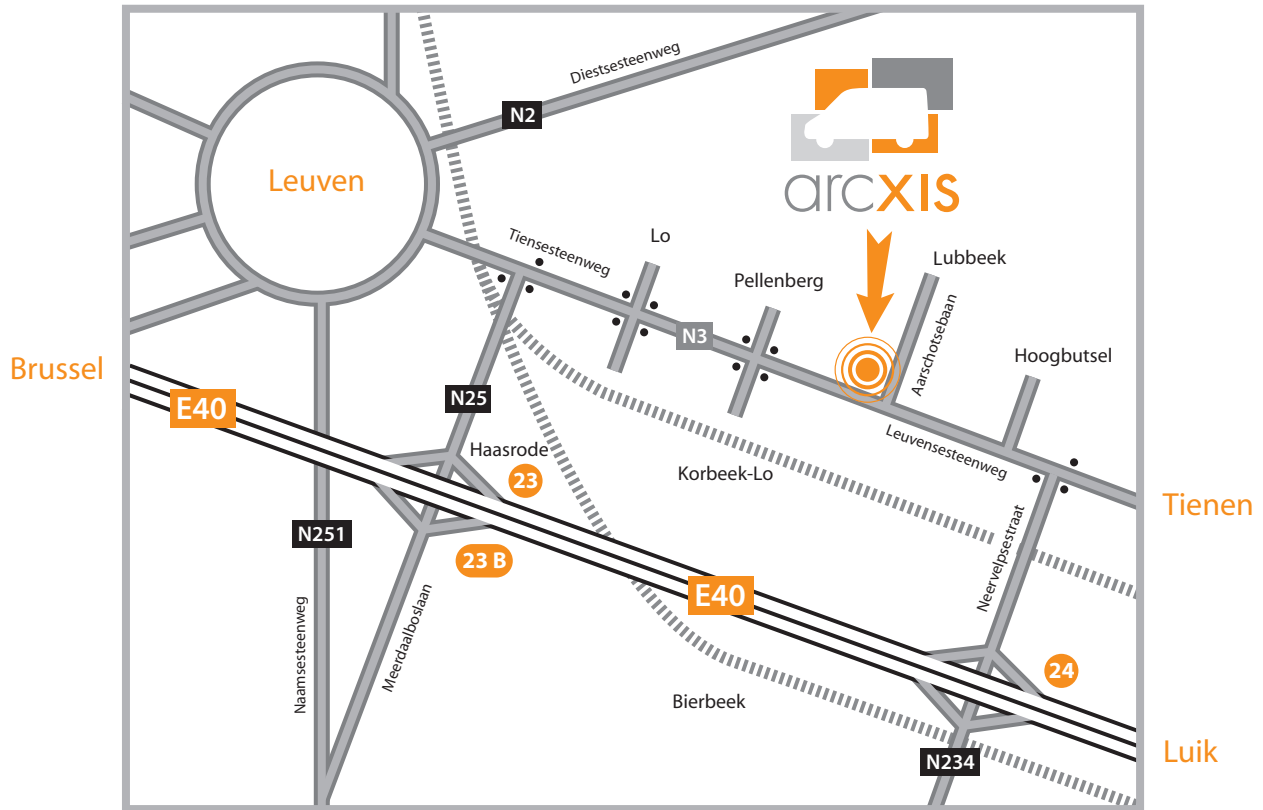 Diestsesteenweg
N2
Leuven
arcxis
Tiensesteenweg
Lo
Lubbeek
Pellenberg
Aarschotsebaan
N3
Hoogbutsel
Brussel
E40
N25
Leuvensesteenweg
Haasrode
23
Korbeek-Lo
Tienen
N251
23 B
Neervelpsestraat
E40
Naamsesteenweg
Meerdaalboslaan
24
Bierbeek
Luik
N234